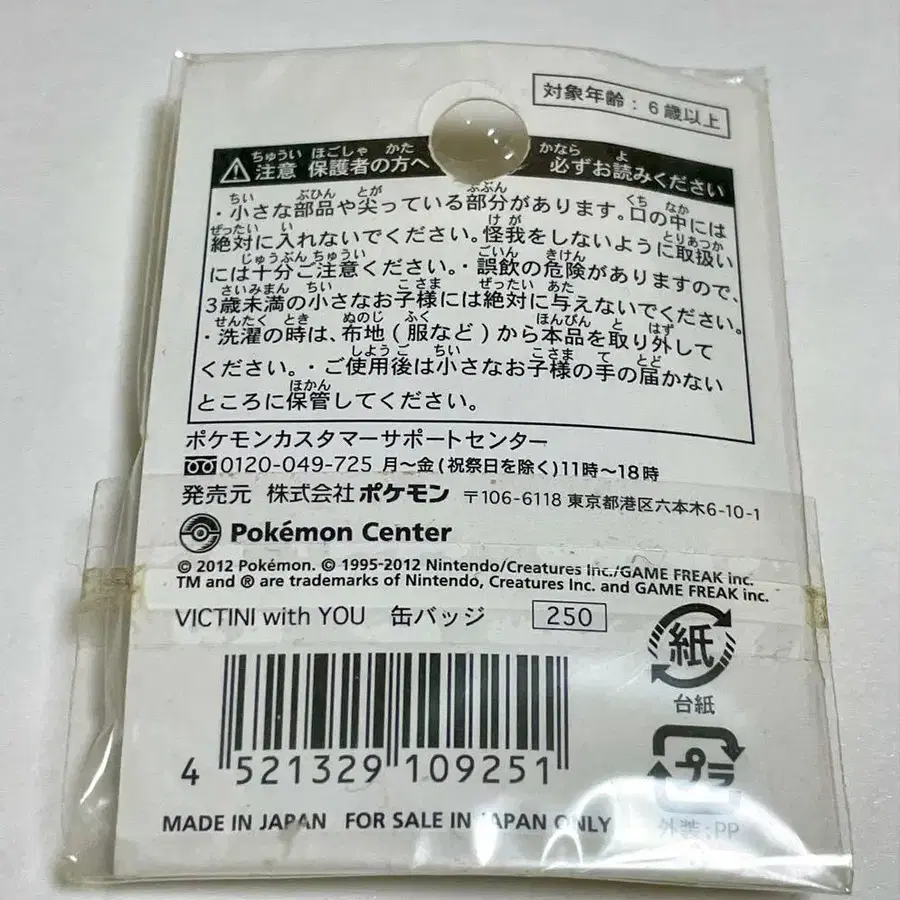 対象年齢：6歳以上
注意 保護者の方へ 必ずお読みください
・小さな部品や尖っている部分があります。口の中には
絶対に入れないでください。怪我をしないように取扱い
には十分ご注意ください。・誤飲の危険がありますので、
3歳未満の小さなお子様には絶対に与えないでください。
・洗濯の時は、布地(服など)から本品を取り外して
ください。・ご使用後は小さなお子様の手の届かない
ところに保管してください。
ポケモンカスタマーサポートセンター
0120-049-725 月～金(祝祭日を除く)11時～18時
発売元 株式会社ポケモン 〒106-6118 東京都港区六本木6-10-1
Pokémon Center
© 2012 Pokémon. © 1995-2012 Nintendo/Creatures Inc./GAME FREAK inc.
TM and ® are trademarks of Nintendo, Creatures Inc. and GAME FREAK inc.
VICTINI with YOU 缶バッジ 250
紙
台紙
4 521329 109251
プラ
外装:PP
MADE IN JAPAN FOR SALE IN JAPAN ONLY